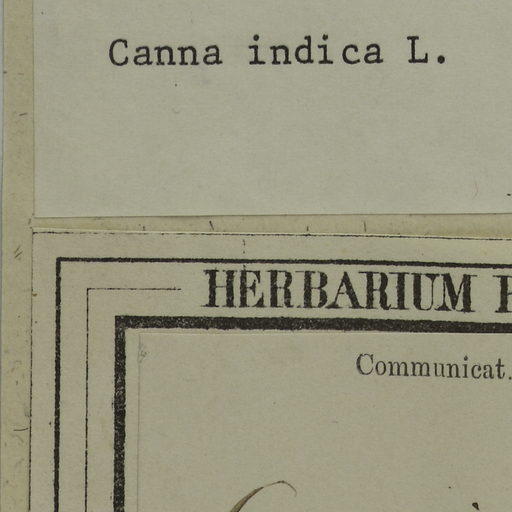 Canna indica L.
HERBARIUM
Communicat.